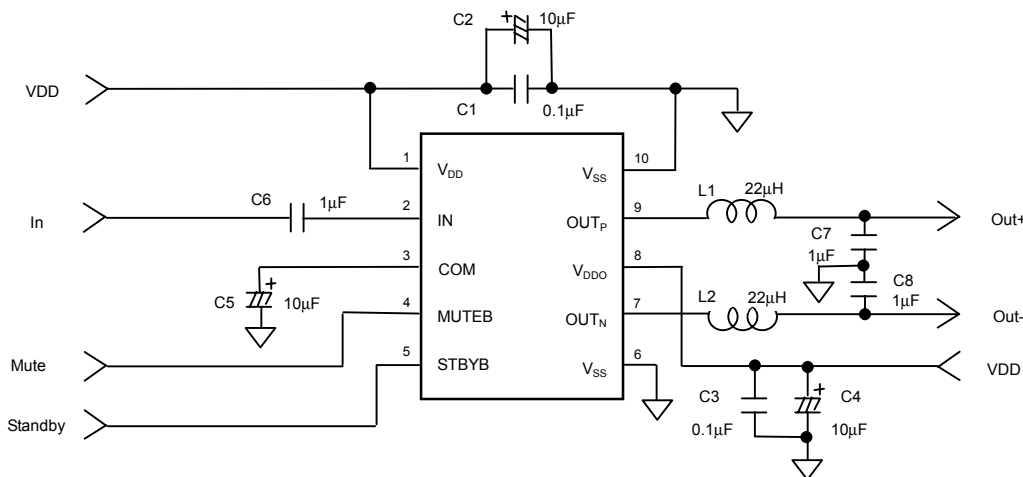 C2
+
10µF
VDD
C1
0.1µF
1
VDD
10
VSS
L1
22µH
C6
1µF
In
2
IN
9
OUTP
Out+
C7
1µF
3
COM
8
VDDO
C5
+
10µF
C8
1µF
L2
22µH
4
MUTEB
7
OUTN
Out-
Mute
5
STBYB
6
VSS
VDD
Standby
C3
0.1µF
+
C4
10µF